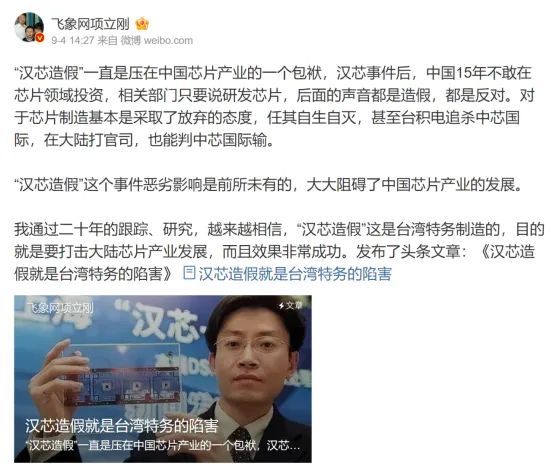 飞象网项立刚
9-4 14:27 来自 微博 weibo.com
“汉芯造假”一直是压在中国芯片产业的一个包袱，汉芯事件后，中国15年不敢在
芯片领域投资，相关部门只要说研发芯片，后面的声音都是造假，都是反对。对
于芯片制造基本是采取了放弃的态度，任其自生自灭，甚至台积电追杀中芯国
际，在大陆打官司，也能判中芯国际输。
“汉芯造假”这个事件恶劣影响是前所未有的，大大阻碍了中国芯片产业的发展。
我通过二十年的跟踪、研究，越来越相信，“汉芯造假”这是台湾特务制造的，目的
就是要打击大陆芯片产业发展，而且效果非常成功。发布了头条文章：《汉芯造
假就是台湾特务的陷害》 汉芯造假就是台湾特务的陷害
飞象网项立刚
文章
“汉芯
汉芯造假就是台湾特务的陷害
“汉芯造假”一直是压在中国芯片产业的一个包袱，汉芯...